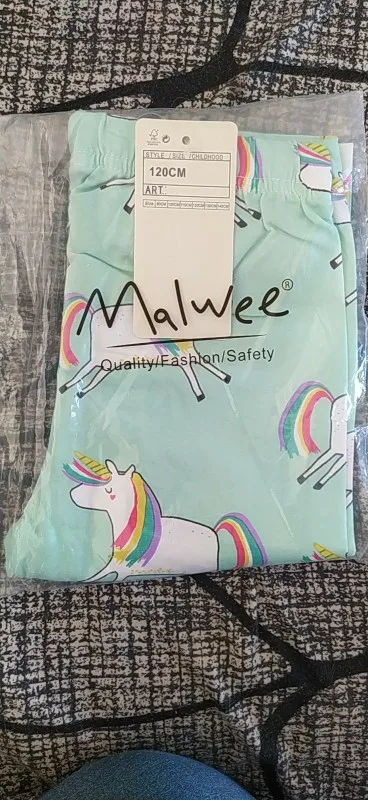 STYLE / SIZE / CHILDHOOD
120CM
ART.
Malwee®
Quality/Fashion/Safety